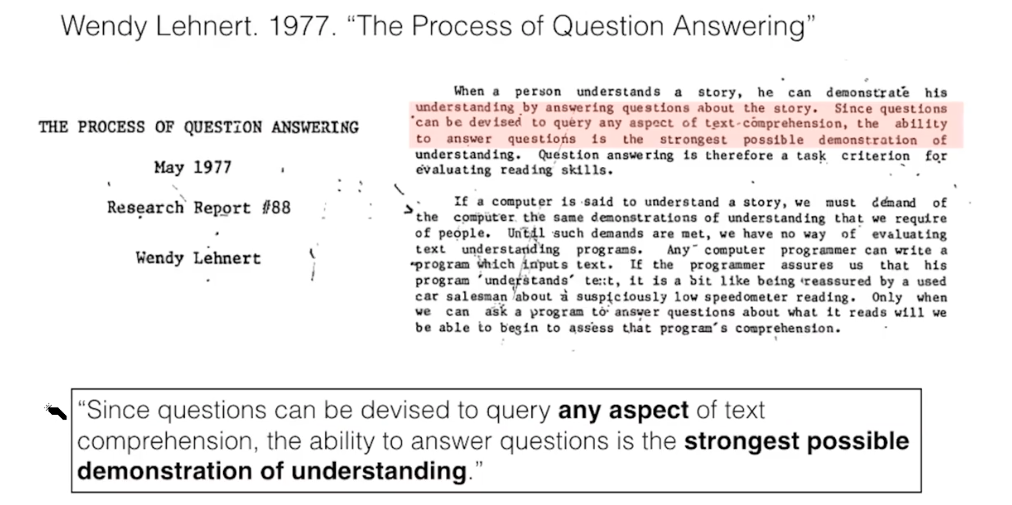 Wendy Lehnert. 1977. “The Process of Question Answering”
THE PROCESS OF QUESTION ANSWERING
May 1977
Research Report #88
Wendy Lehnert
When a person understands a story, he can demonstrate his
understanding by answering questions about the story. Since questions
can be devised to query any aspect of text-comprehension, the ability
to answer questions is the strongest possible demonstration of
understanding. Question answering is therefore a task criterion for
evaluating reading skills.
If a computer is said to understand a story, we must demand of
the computer the same demonstrations of understanding that we require
of people. Until such demands are met, we have no way of evaluating
text understanding programs. Any computer programmer can write a
program which inputs text. If the programmer assures us that his
program 'understands' text, it is a bit like being reassured by a used
car salesman about a suspiciously low speedometer reading. Only when
we can ask a program to answer questions about what it reads will we
be able to begin to assess that program's comprehension.
“Since questions can be devised to query any aspect of text
comprehension, the ability to answer questions is the strongest possible
demonstration of understanding.”